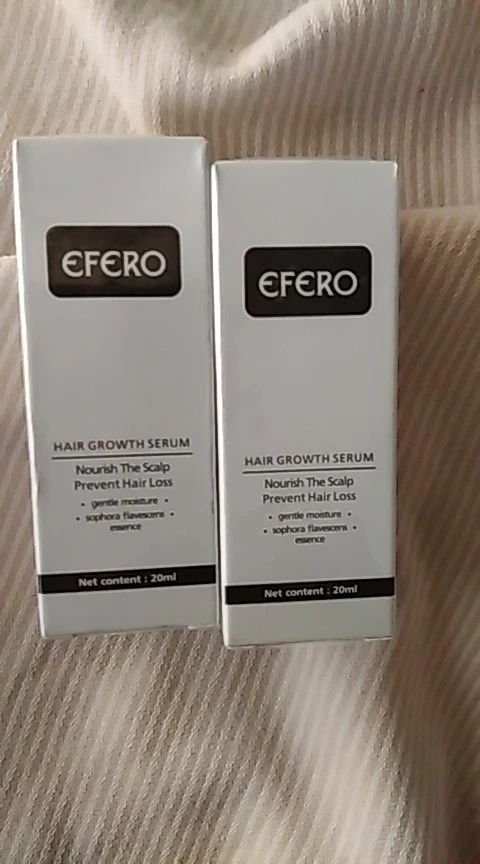 EFERO
HAIR GROWTH SERUM
Nourish The Scalp
Prevent Hair Loss
• gentle moisture •
• sophora flavescens •
essence
Net content : 20ml
EFERO
HAIR GROWTH SERUM
Nourish The Scalp
Prevent Hair Loss
• gentle moisture •
• sophora flavescens •
essence
Net content : 20ml